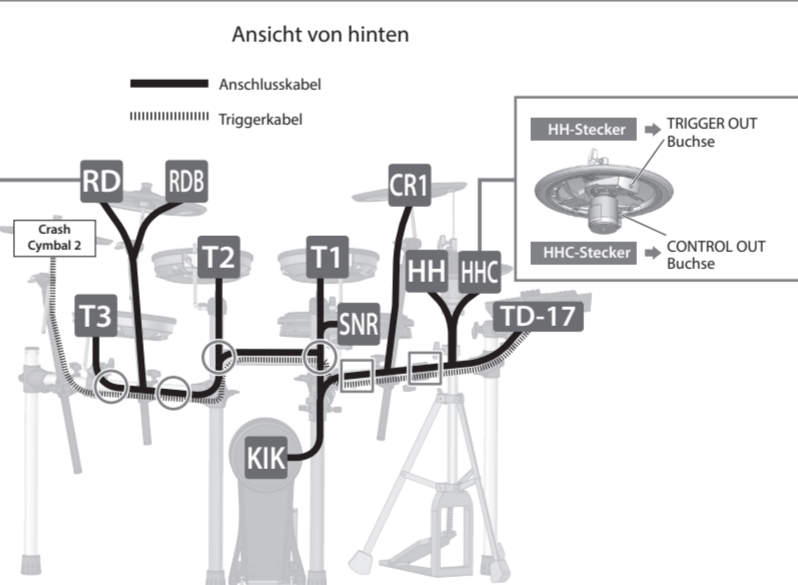 Ansicht von hinten
Anschlusskabel
Triggerkabel
HH-Stecker
TRIGGER OUT
Buchse
HHC-Stecker
CONTROL OUT
Buchse
RD
RDB
CR1
Crash
Cymbal 2
T2
T1
HH
HHC
T3
SNR
TD-17
KIK